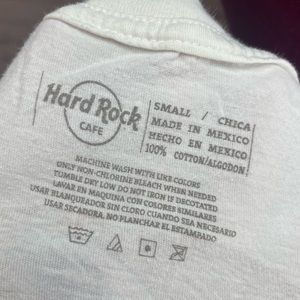 Hard Rock
CAFE
SMALL / CHICA
MADE IN MEXICO
HECHO EN MEXICO
100% COTTON/ALGODON
MACHINE WASH WITH LIKE COLORS
ONLY NON-CHLORINE BLEACH WHEN NEEDED
TUMBLE DRY LOW DO NOT IRON IS DECOTATED
LAVAR EN MAQUINA CON COLORES SIMILARES
USAR BLANQUEADOR SIN CLORO CUANDO SEA NECESARIO
USAR SECADORA, NO PLANCHAR EL ESTAMPADO